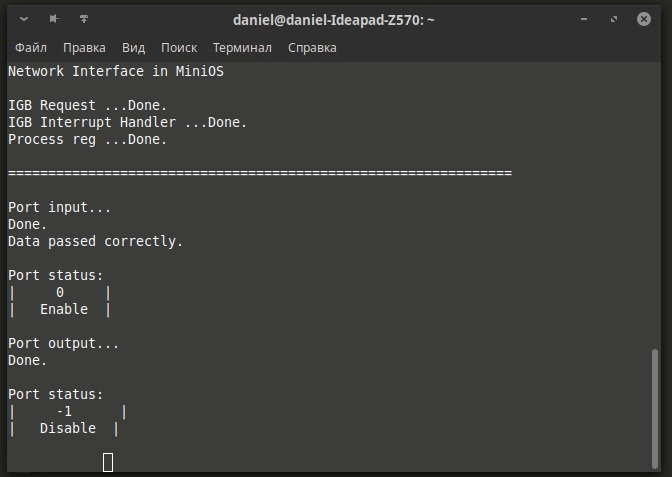 daniel@daniel-Ideapad-Z570: ~
Файл Правка Вид Поиск Терминал Справка
Network Interface in MiniOS
IGB Request ...Done.
IGB Interrupt Handler ...Done.
Process reg ...Done.
===============================================================
Port input...
Done.
Data passed correctly.
Port status:
|     0     |
|   Enable  |
Port output...
Done.
Port status:
|     -1      |
|   Disable  |